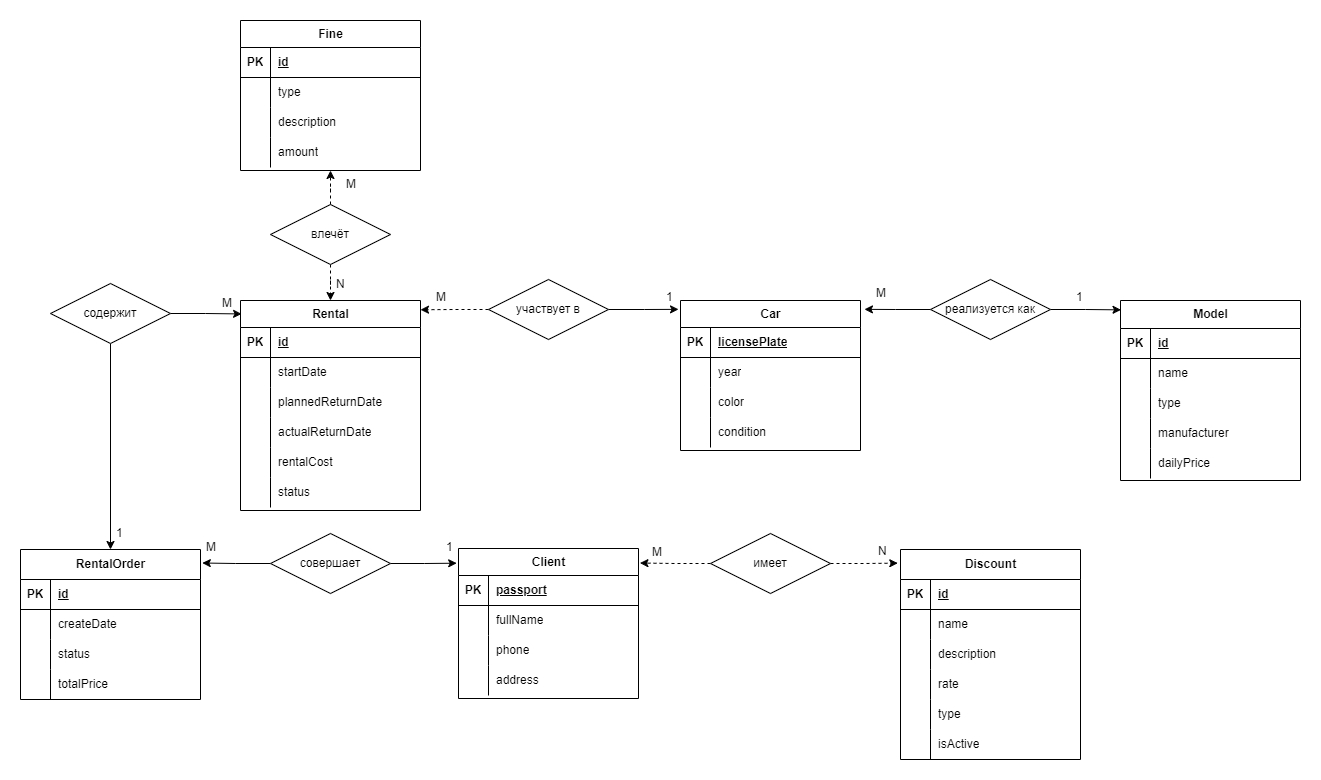 Fine
PK id
type
description
amount
M
влечёт
N
содержит
M
1
Rental
PK id
startDate
plannedReturnDate
actualReturnDate
rentalCost
status
M
участвует в
1
Car
PK licensePlate
year
color
condition
M
реализуется как
1
Model
PK id
name
type
manufacturer
dailyPrice
RentalOrder
PK id
createDate
status
totalPrice
M
совершает
1
Client
PK passport
fullName
phone
address
M
имеет
N
Discount
PK id
name
description
rate
type
isActive